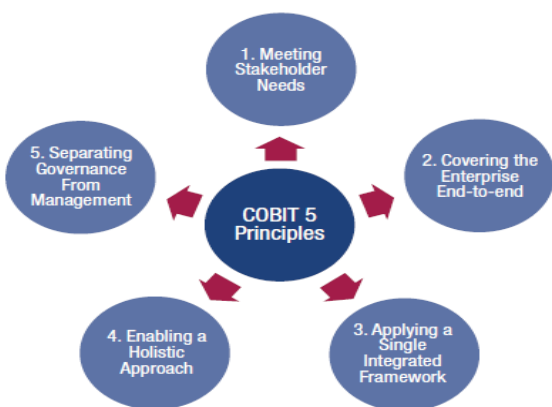 1. Meeting
Stakeholder
Needs
2. Covering the
Enterprise
End-to-end
3. Applying a
Single
Integrated
Framework
4. Enabling a
Holistic
Approach
5. Separating
Governance
From
Management
COBIT 5
Principles